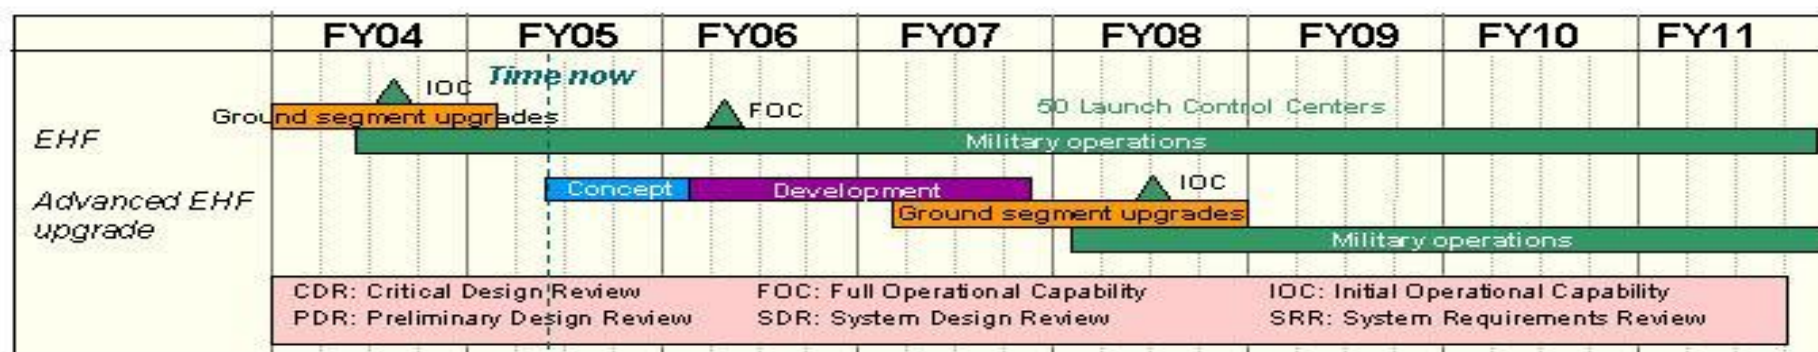 FY04 FY05 FY06 FY07 FY08 FY09 FY10 FY11
Time now
IOC
Ground segment upgrades
FOC
50 Launch Control Centers
EHF
Military operations
Concept
Development
IOC
Advanced EHF
upgrade
Ground segment upgrades
Military operations
CDR: Critical Design Review FOC: Full Operational Capability IOC: Initial Operational Capability
PDR: Preliminary Design Review SDR: System Design Review SRR: System Requirements Review